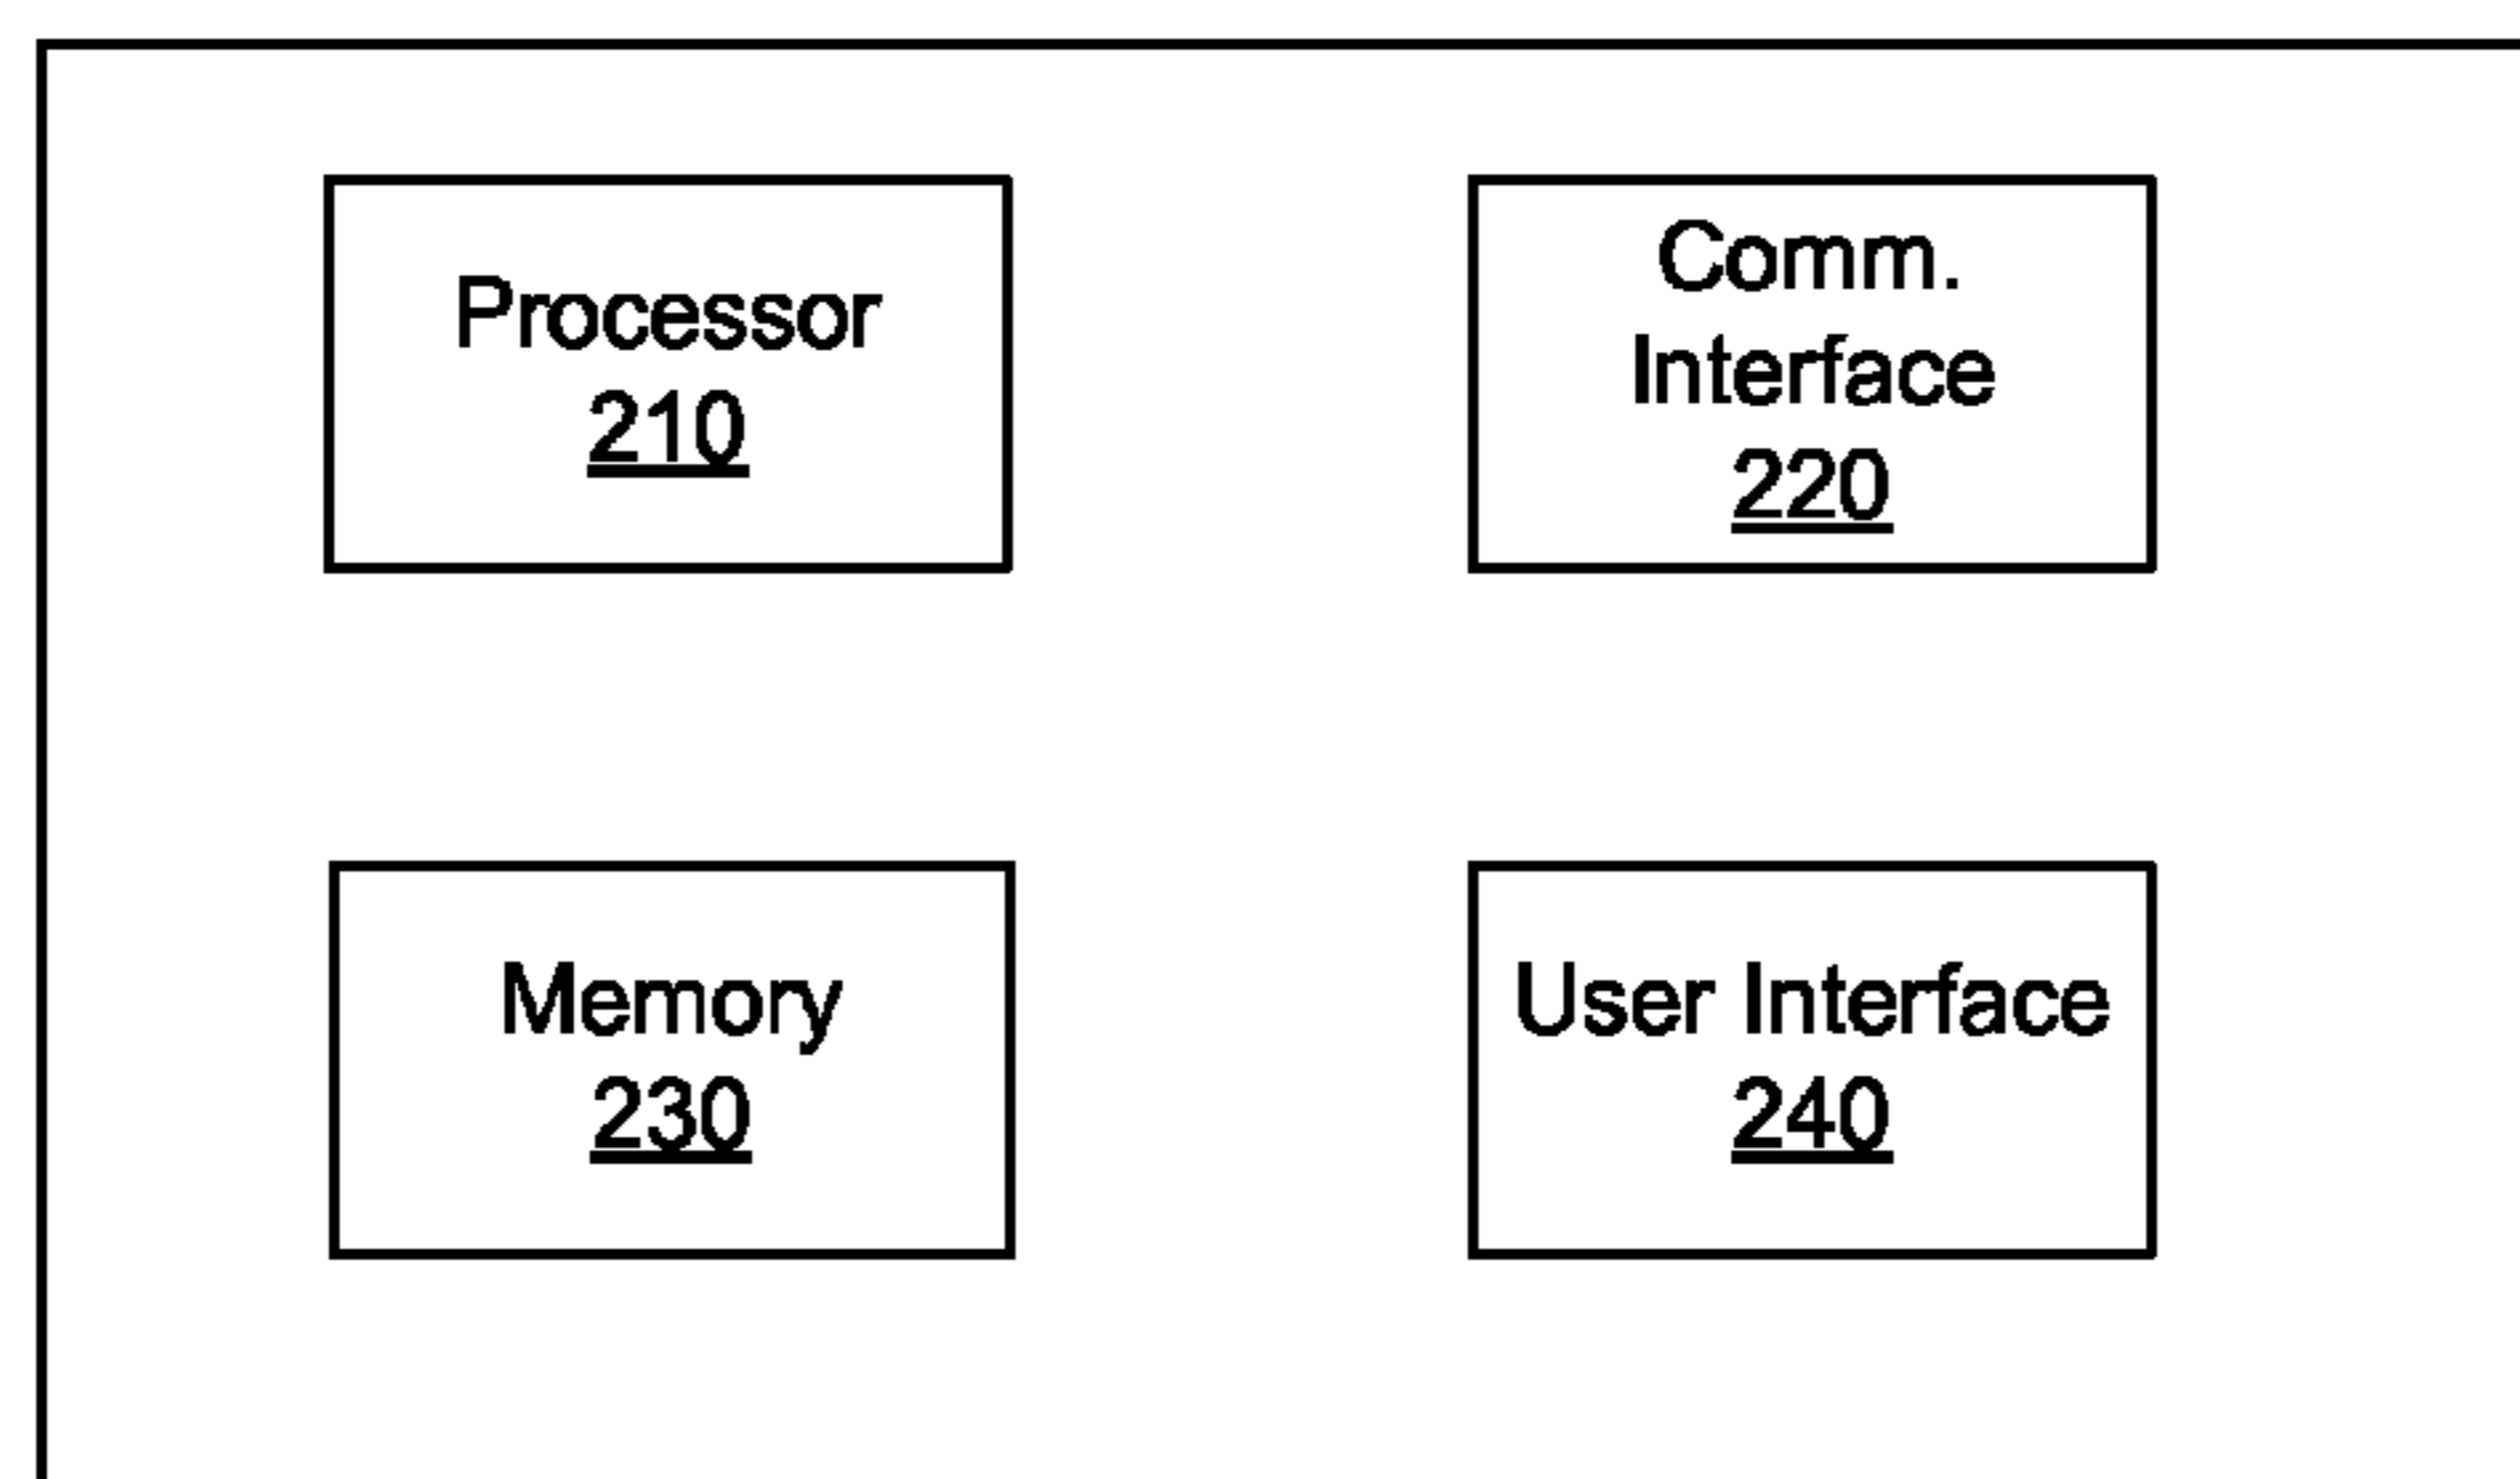 Processor
210
Comm.
Interface
220
Memory
230
User Interface
240